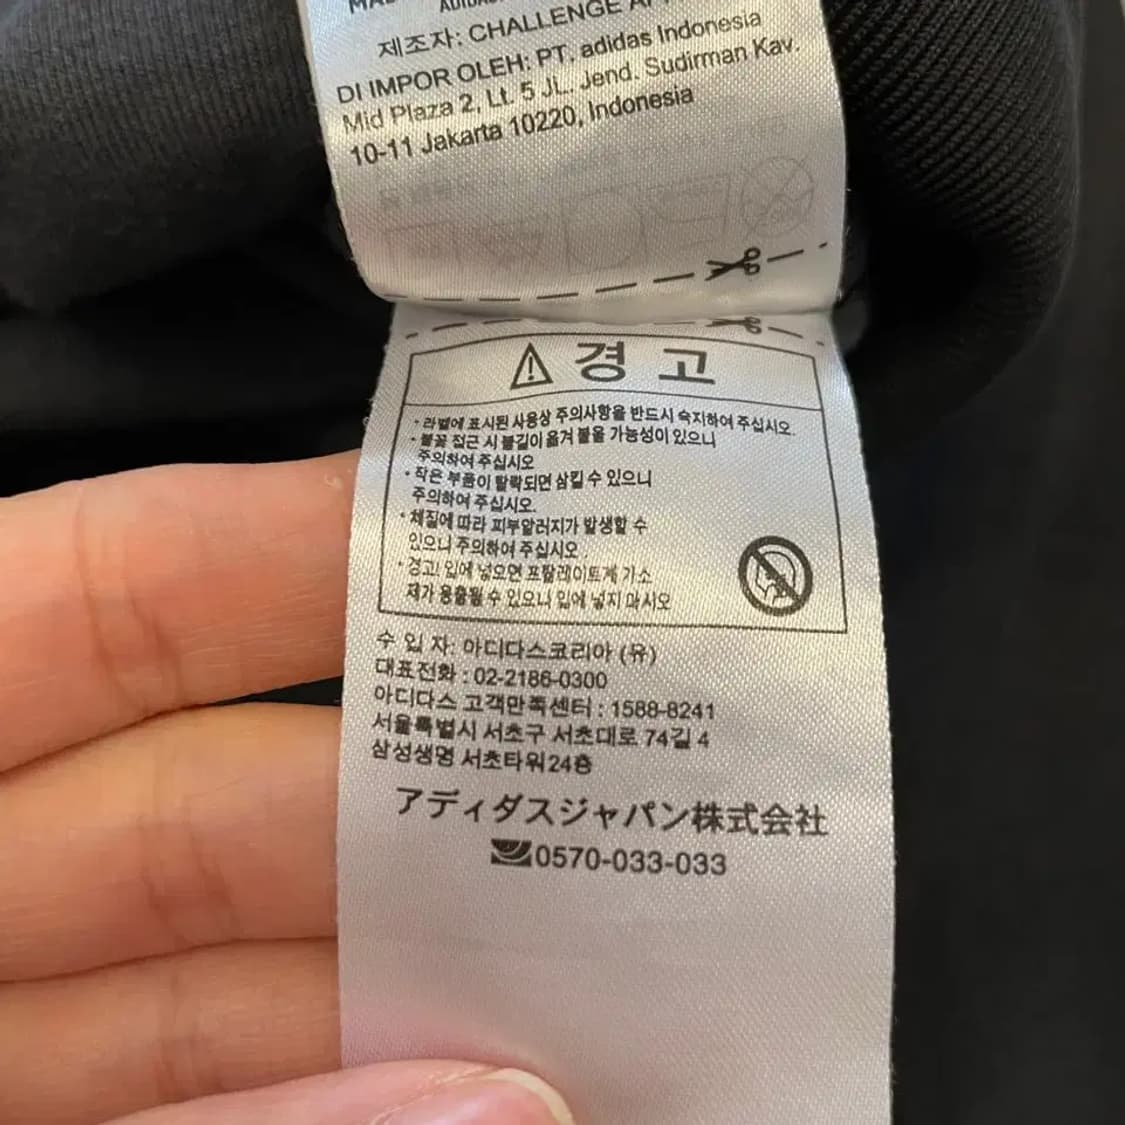 제조자: CHALLENGE
DI IMPOR OLEH: PT. adidas Indonesia
Mid Plaza 2, Lt. 5 JL. Jend. Sudirman Kav.
10-11 Jakarta 10220, Indonesia
경 고
· 라벨에 표시된 사용상 주의사항을 반드시 숙지하여 주십시오.
· 불꽃 접근 시 불길이 옮겨 붙을 가능성이 있으니
주의하여 주십시오
· 작은 부품이 탈락되면 삼킬 수 있으니
주의하여 주십시오.
· 체질에 따라 피부알러지가 발생할 수
있으니 주의하여 주십시오.
· 경고! 입에 넣으면 프탈레이트계 가소
제가 용출될 수 있으니 입에 넣지 마시오
수 입 자: 아디다스코리아 (유)
대표전화 : 02-2186-0300
아디다스 고객만족센터 : 1588-8241
서울특별시 서초구 서초대로 74길 4
삼성생명 서초타워 24층
アディダスジャパン株式会社
0570-033-033